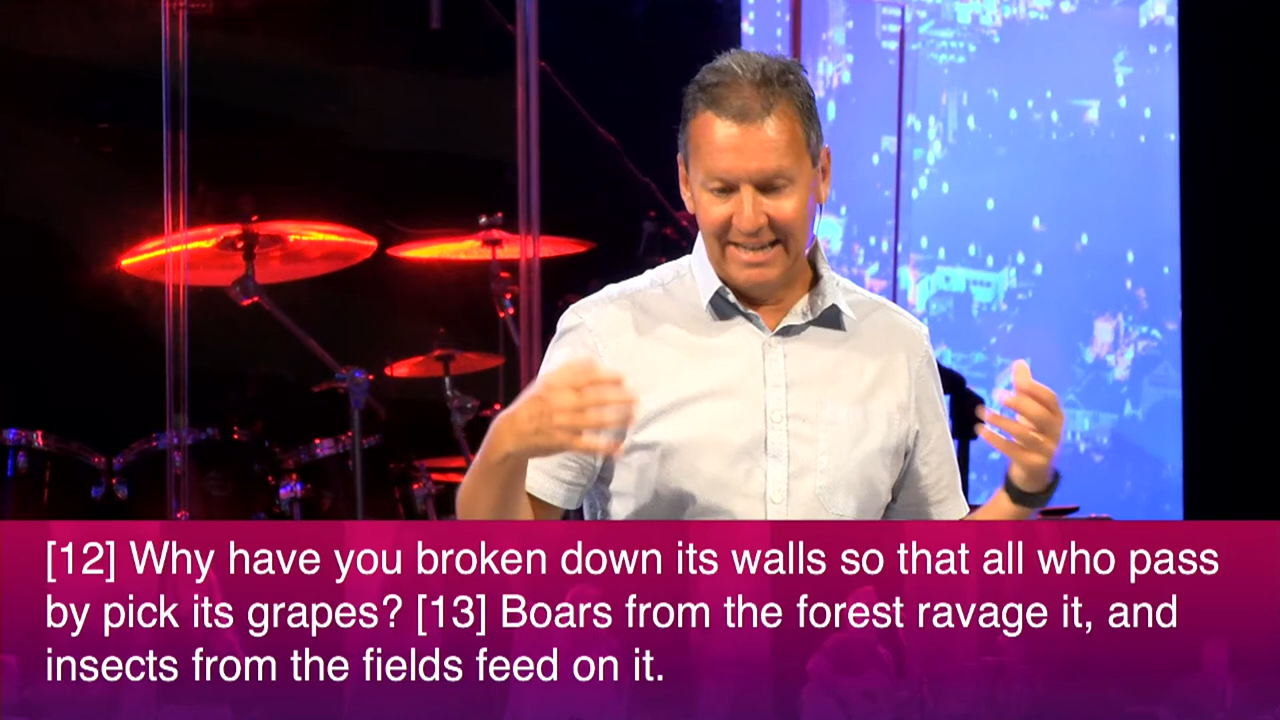 [12] Why have you broken down its walls so that all who pass
by pick its grapes? [13] Boars from the forest ravage it, and
insects from the fields feed on it.